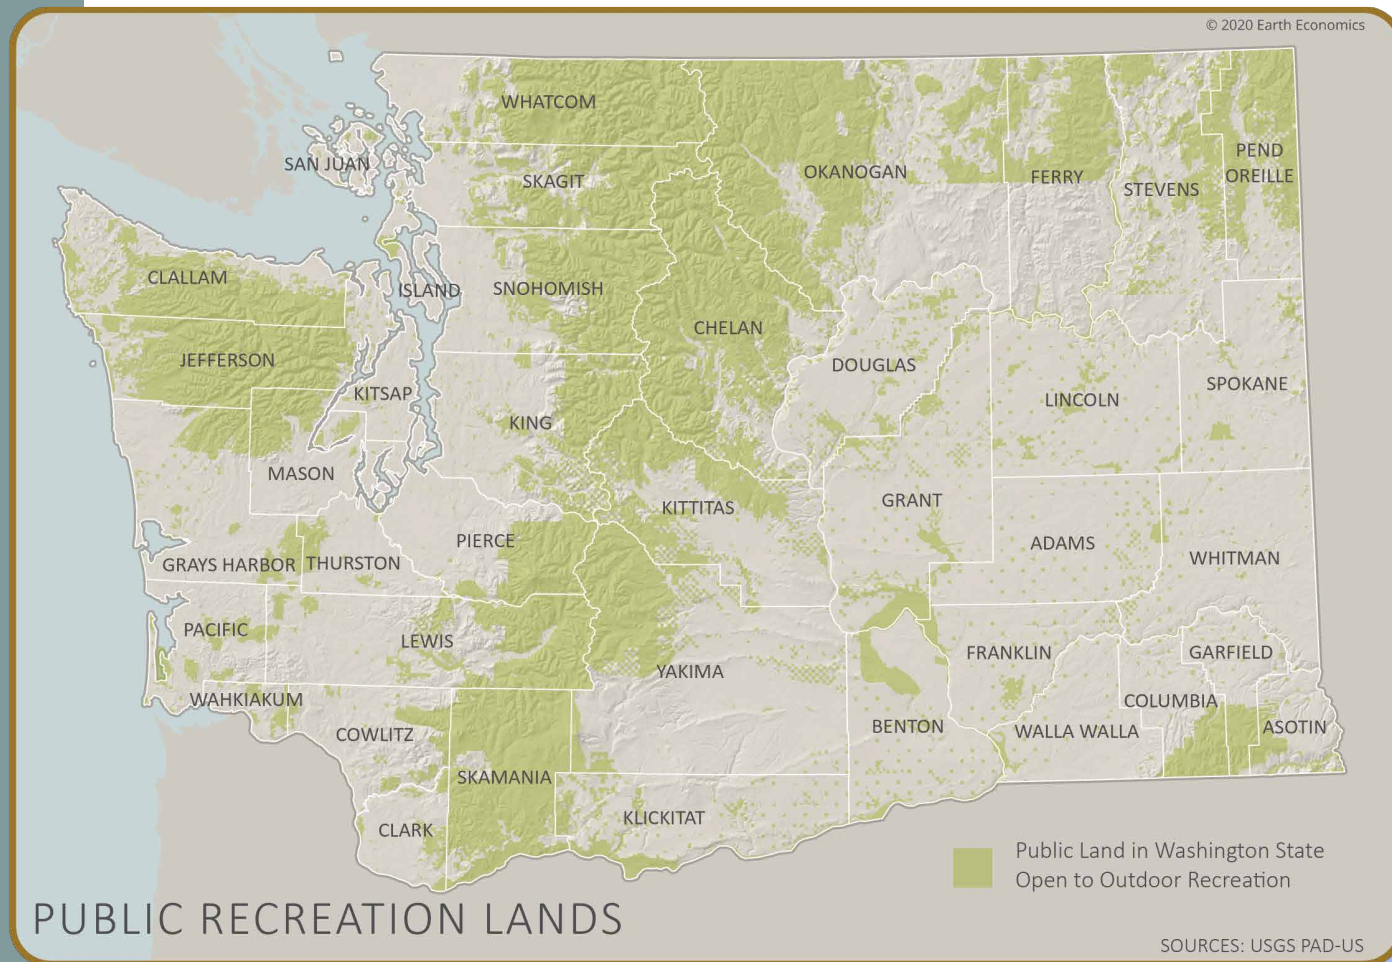 © 2020 Earth Economics
WHATCOM
SAN JUAN
SKAGIT
OKANOGAN
FERRY
STEVENS
PEND
OREILLE
CLALLAM
ISLAND
SNOHOMISH
CHELAN
JEFFERSON
KITSAP
DOUGLAS
LINCOLN
SPOKANE
KING
MASON
KITTITAS
GRANT
ADAMS
WHITMAN
PIERCE
GRAYS HARBOR
THURSTON
PACIFIC
LEWIS
YAKIMA
FRANKLIN
GARFIELD
WAHKIAKUM
COLUMBIA
COWLITZ
BENTON
WALLA WALLA
ASOTIN
SKAMANIA
CLARK
KLICKITAT
Public Land in Washington State
Open to Outdoor Recreation
PUBLIC RECREATION LANDS
SOURCES: USGS PAD-US